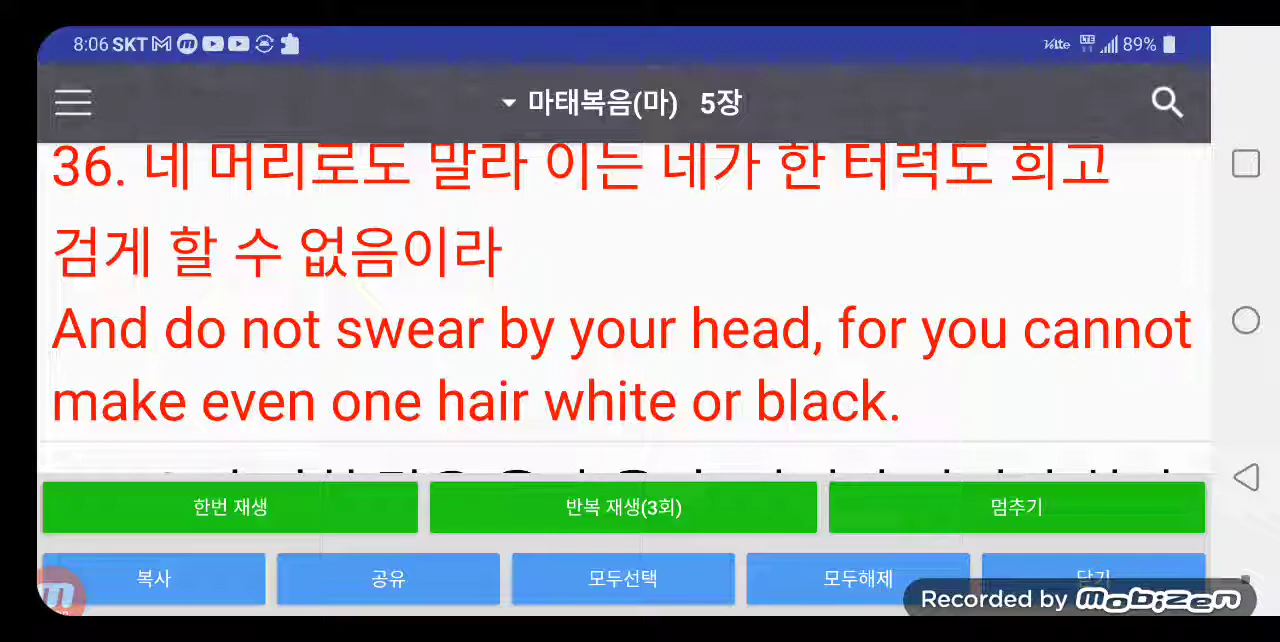 8:06 SKT 89%
마태복음(마) 5장
36. 네 머리로도 말라 이는 네가 한 터럭도 희고
검게 할 수 없음이라
And do not swear by your head, for you cannot
make even one hair white or black.
한번 재생 반복 재생(3회) 멈추기
복사 공유 모두선택 모두해제
Recorded by mobizen